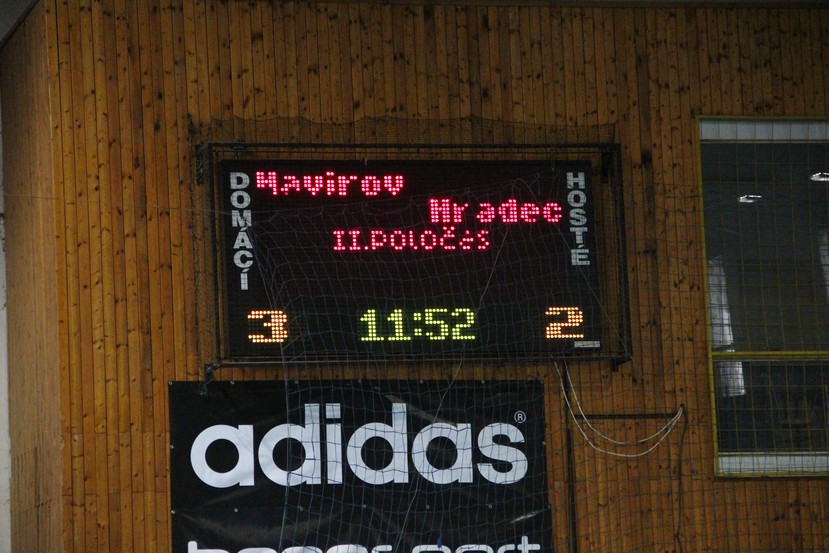 DOMÁCÍ
Havirov
HOSTÉ
Hradec
II.poločas
3 11:52 2
adidas®